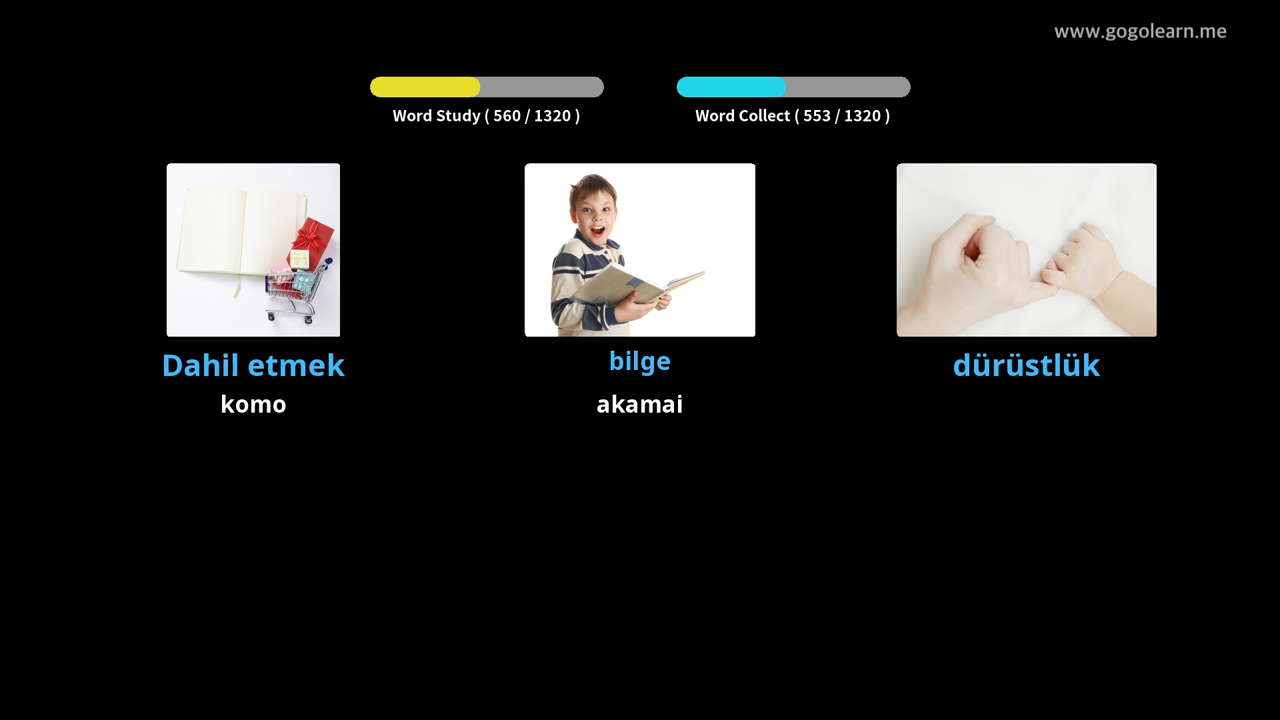 www.gogolearn.me
Word Study ( 560 / 1320 )
Word Collect ( 553 / 1320 )
Dahil etmek
komo
bilge
akamai
dürüstlük